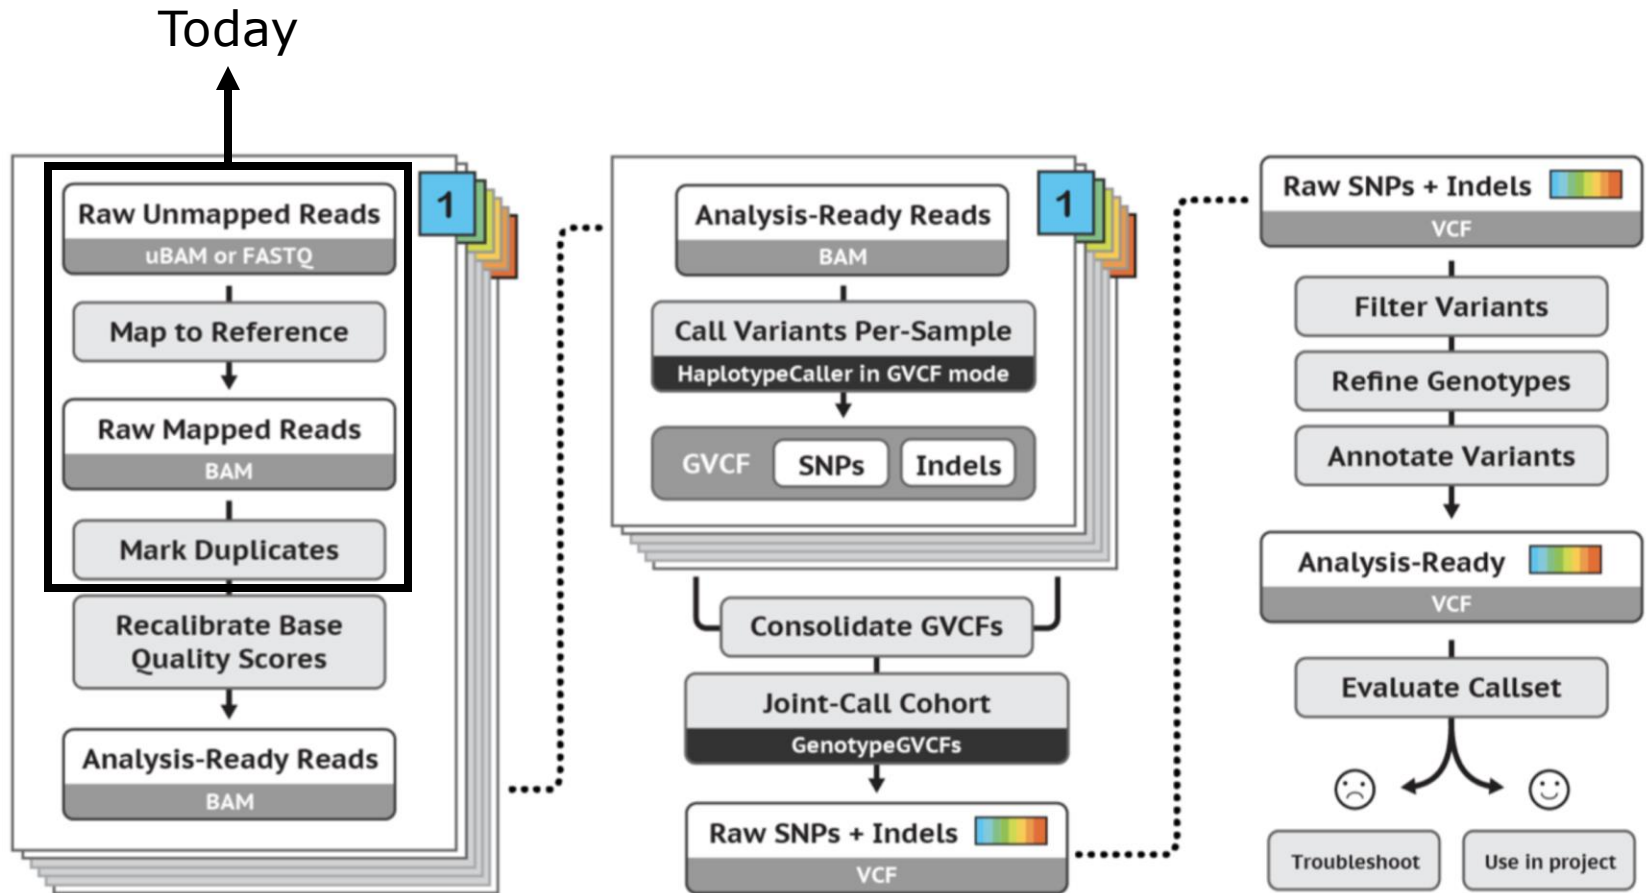 Today
1
Raw Unmapped Reads
uBAM or FASTQ
Map to Reference
Raw Mapped Reads
BAM
Mark Duplicates
Recalibrate Base
Quality Scores
Analysis-Ready Reads
BAM
1
Analysis-Ready Reads
BAM
Call Variants Per-Sample
HaplotypeCaller in GVCF mode
GVCF SNPs Indels
Consolidate GVCFs
Joint-Call Cohort
GenotypeGVCFs
Raw SNPs + Indels
VCF
Raw SNPs + Indels
VCF
Filter Variants
Refine Genotypes
Annotate Variants
Analysis-Ready
VCF
Evaluate Callset
Troubleshoot
Use in project